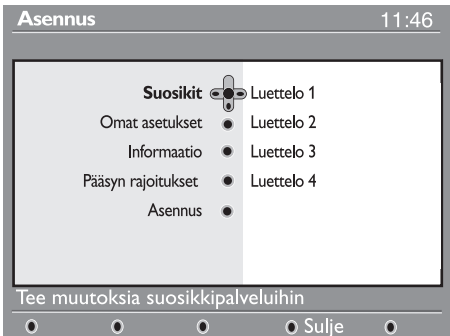 Asennus 11:46
Suosikit Luettelo 1
Omat asetukset Luettelo 2
Informaatio Luettelo 3
Pääsyn rajoitukset Luettelo 4
Asennus
Tee muutoksia suosikkipalveluihin
Sulje